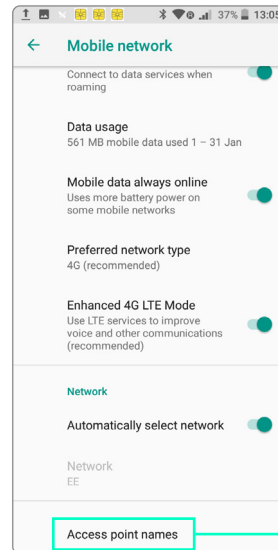 37% 13:05
Mobile network
Connect to data services when
roaming
Data usage
561 MB mobile data used 1 – 31 Jan
Mobile data always online
Uses more battery power on
some mobile networks
Preferred network type
4G (recommended)
Enhanced 4G LTE Mode
Use LTE services to improve
voice and other communications
(recommended)
Network
Automatically select network
Network
EE
Access point names